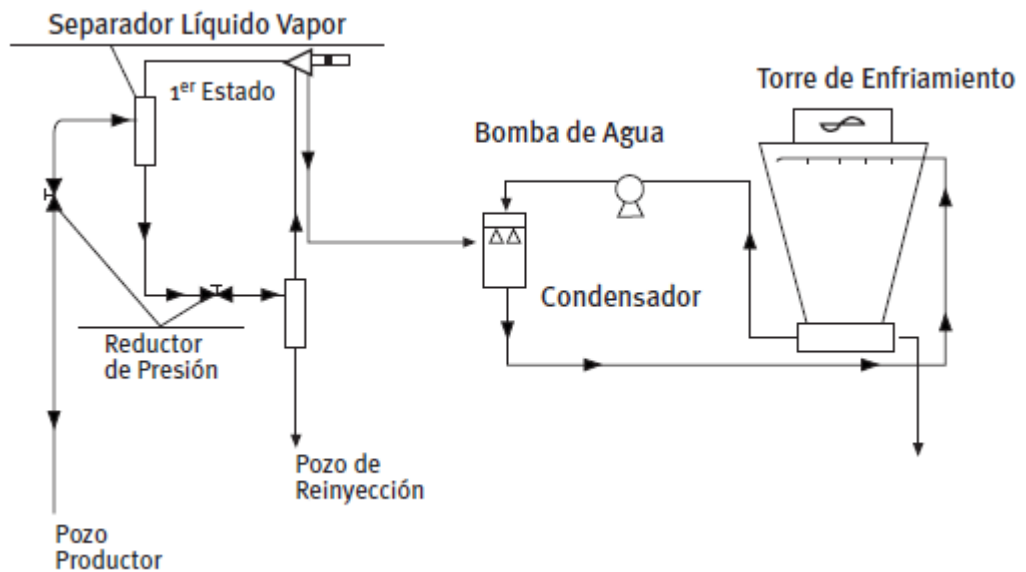 Separador Líquido Vapor
1er Estado
Torre de Enfriamiento
Bomba de Agua
Condensador
Reductor
de Presión
Pozo de
Reinyección
Pozo
Productor